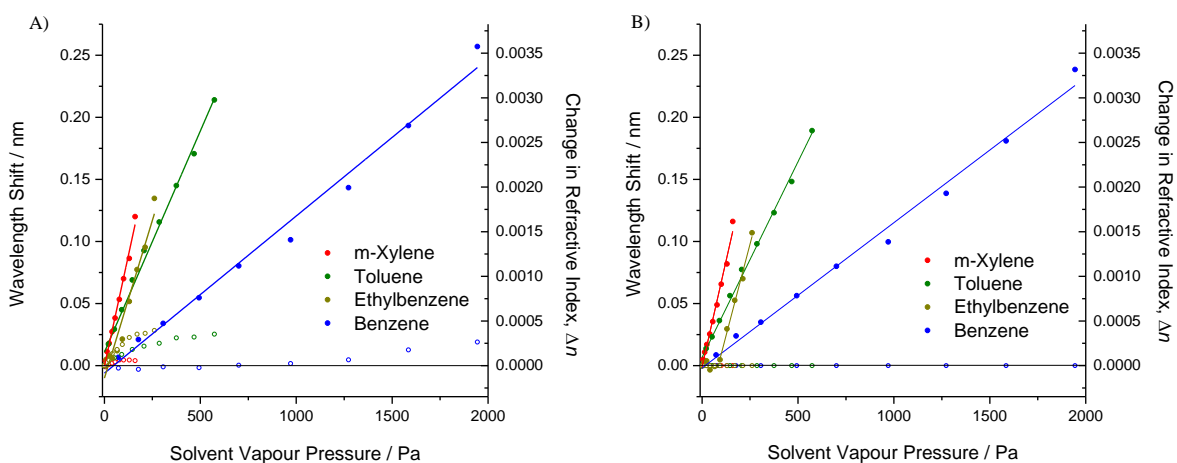 A)
0.25
0.20
0.15
0.10
0.05
0.00
Wavelength Shift / nm
0.0035
0.0030
0.0025
0.0020
0.0015
0.0010
0.0005
0.0000
Change in Refractive Index, Δn
m-Xylene
Toluene
Ethylbenzene
Benzene
0 500 1000 1500 2000
Solvent Vapour Pressure / Pa
B)
0.25
0.20
0.15
0.10
0.05
0.00
Wavelength Shift / nm
0.0035
0.0030
0.0025
0.0020
0.0015
0.0010
0.0005
0.0000
Change in Refractive Index, Δn
m-Xylene
Toluene
Ethylbenzene
Benzene
0 500 1000 1500 2000
Solvent Vapour Pressure / Pa